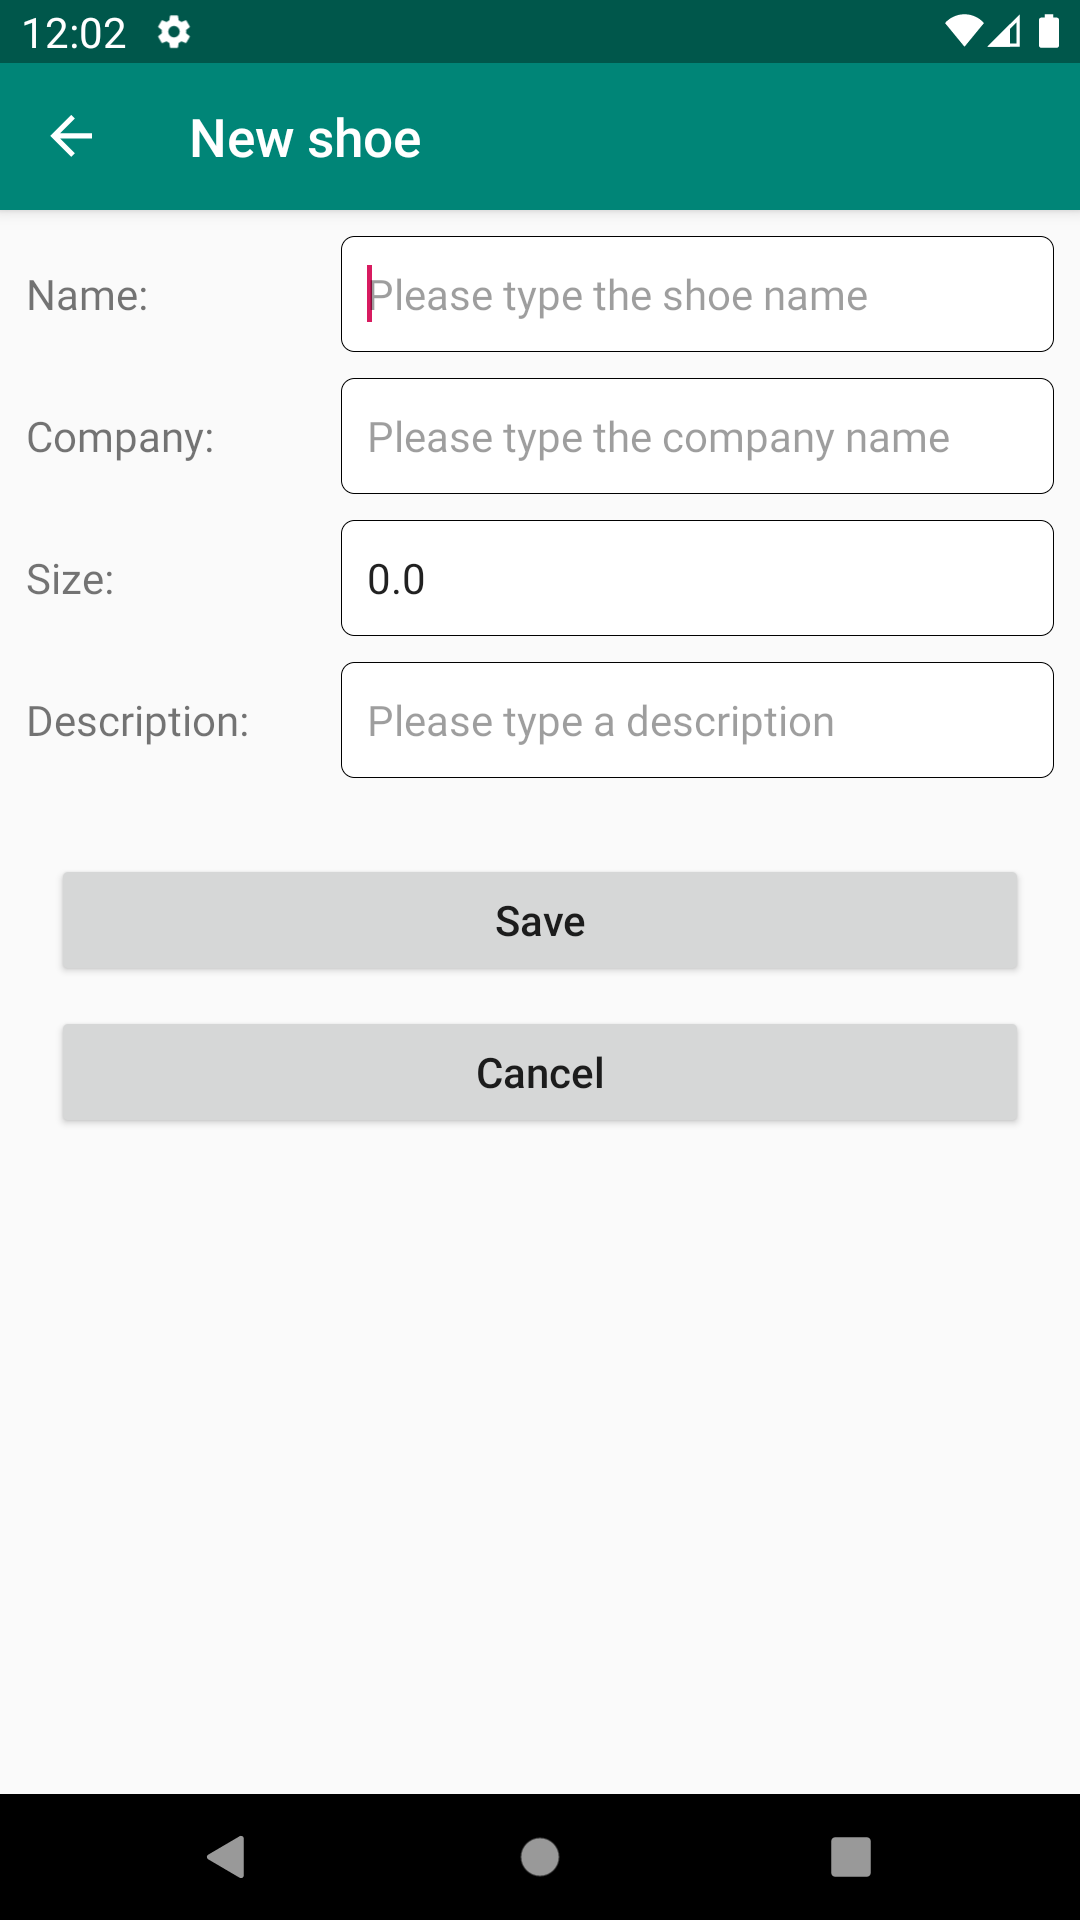 12:02
New shoe
Name: Please type the shoe name
Company: Please type the company name
Size: 0.0
Description: Please type a description
Save
Cancel